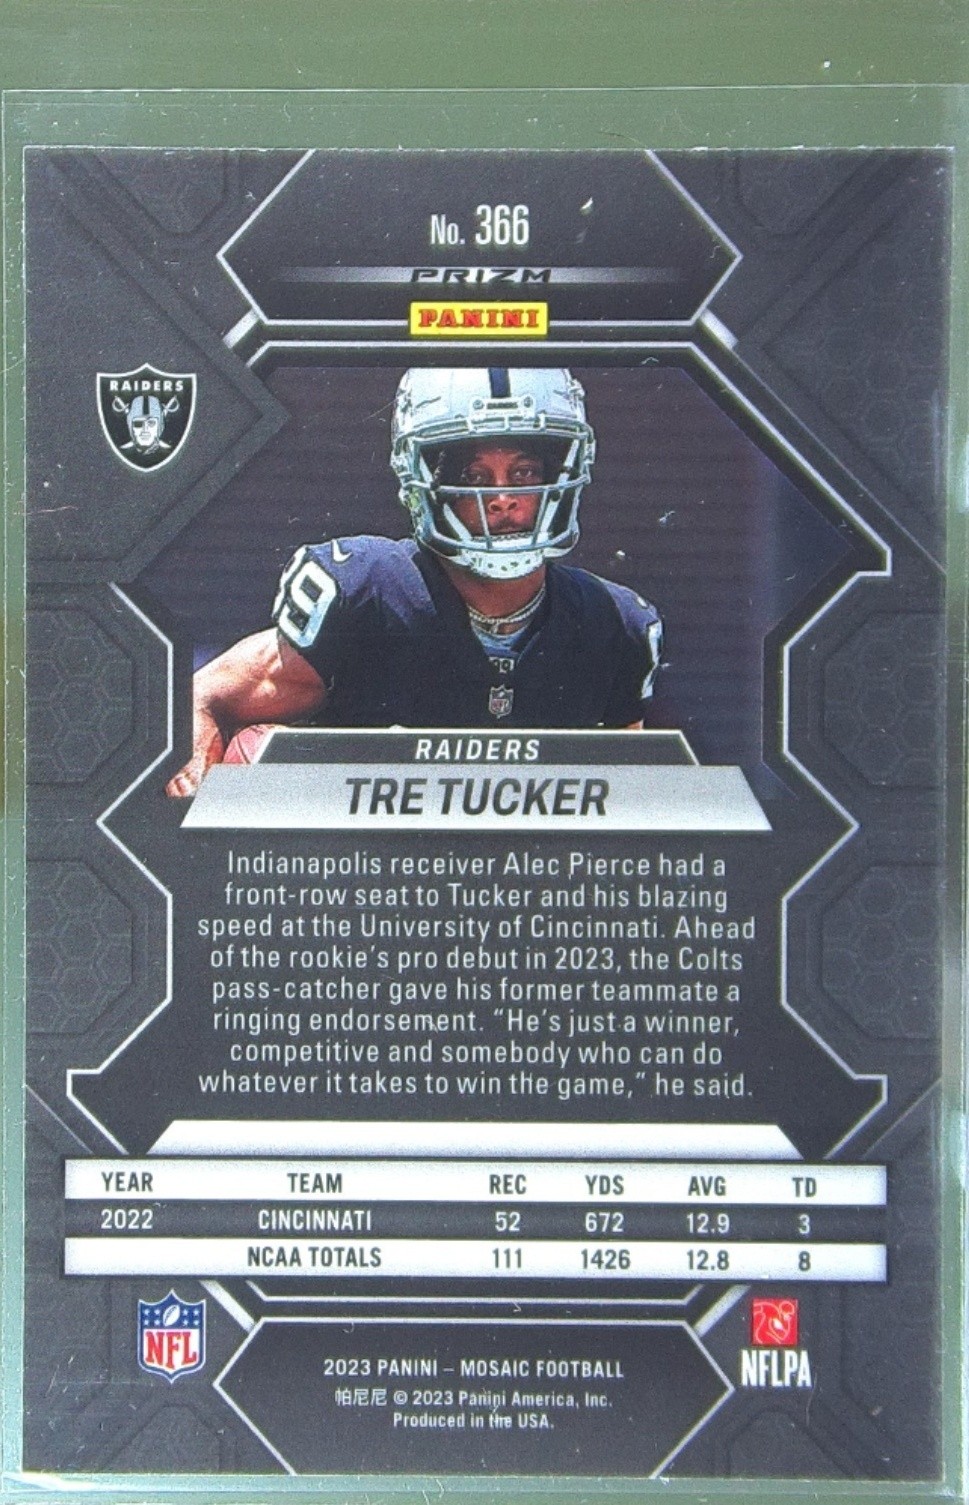 No. 366
PRIZM
PANINI
RAIDERS
RAIDERS
99
RAIDERS
TRE TUCKER
Indianapolis receiver Alec Pierce had a
front-row seat to Tucker and his blazing
speed at the University of Cincinnati. Ahead
of the rookie's pro debut in 2023, the Colts
pass-catcher gave his former teammate a
ringing endorsement. “He's just a winner,
competitive and somebody who can do
whatever it takes to win the game,” he said.
YEAR TEAM REC YDS AVG TD
2022 CINCINNATI 52 672 12.9 3
NCAA TOTALS 111 1426 12.8 8
NFL
NFLPA
2023 PANINI – MOSAIC FOOTBALL
帕尼尼 © 2023 Panini America, Inc.
Produced in the USA.